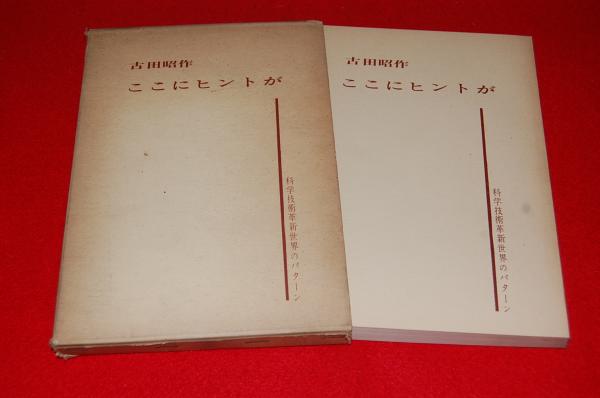 古田昭作
ここにヒントが
科学技術革新世界のパターン
古田昭作
ここにヒントが
科学技術革新世界のパターン